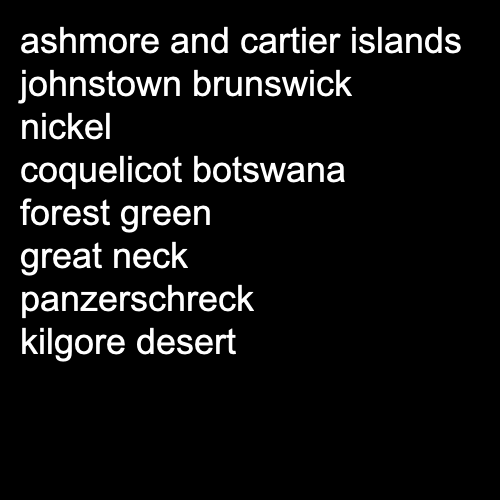 ashmore and cartier islands
johnstown brunswick
nickel
coquelicot botswana
forest green
great neck
panzerschreck
kilgore desert